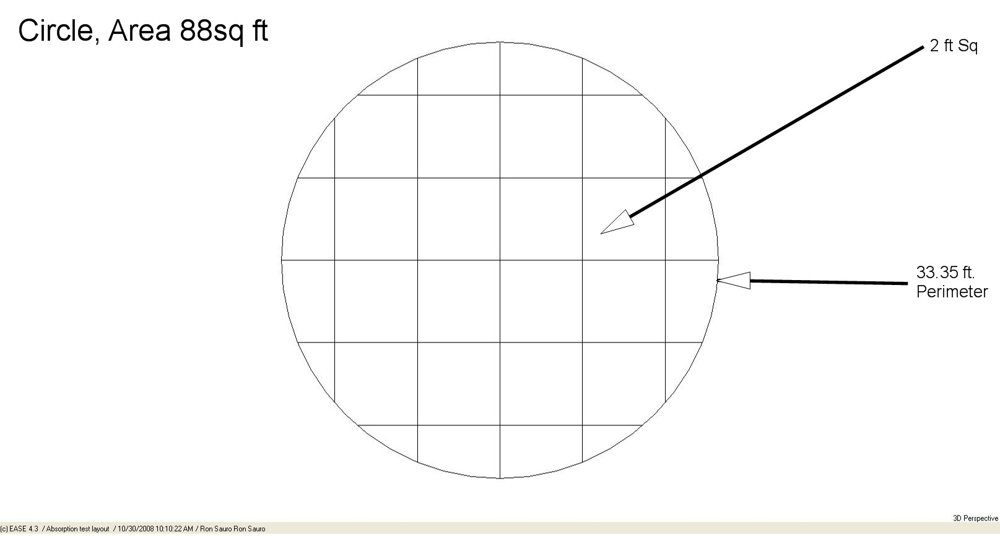 Circle, Area 88sq ft
2 ft Sq
33.35 ft.
Perimeter
3D Perspective
(c) EASE 4.3 / Absorption test layout / 10/30/2008 10:10:22 AM / Ron Sauro Ron Sauro